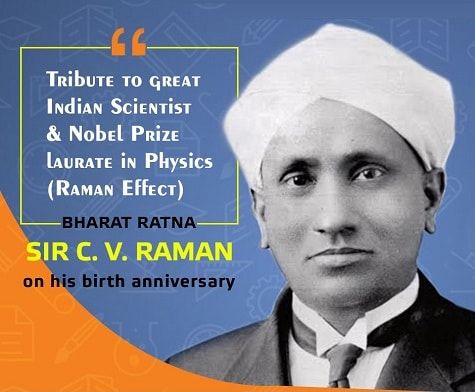 “
Tribute to great
Indian Scientist
& Nobel Prize
laurate in Physics
(Raman Effect)
BHARAT RATNA
SIR C. V. RAMAN
on his birth anniversary